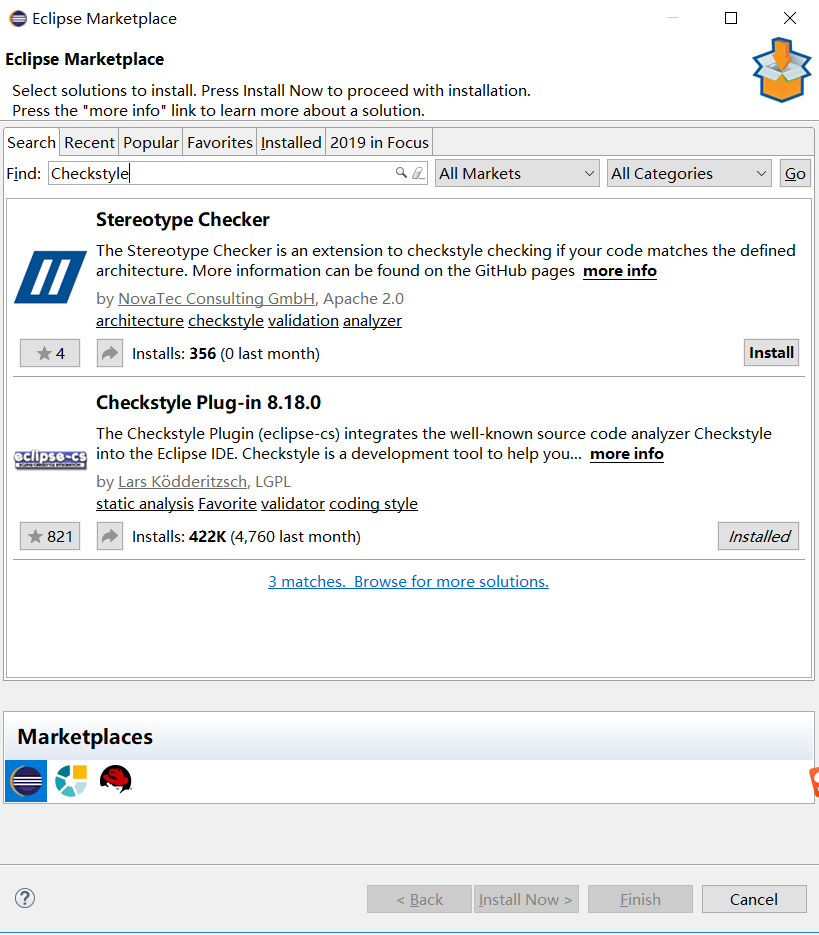 Eclipse Marketplace
Eclipse Marketplace
Select solutions to install. Press Install Now to proceed with installation.
Press the "more info" link to learn more about a solution.
Search Recent Popular Favorites Installed 2019 in Focus
Find: Checkstyle All Markets All Categories Go
Stereotype Checker
The Stereotype Checker is an extension to checkstyle checking if your code matches the defined
architecture. More information can be found on the GitHub pages more info
by NovaTec Consulting GmbH, Apache 2.0
architecture checkstyle validation analyzer
4 Installs: 356 (0 last month) Install
Checkstyle Plug-in 8.18.0
The Checkstyle Plugin (eclipse-cs) integrates the well-known source code analyzer Checkstyle
eclipse-cs
into the Eclipse IDE. Checkstyle is a development tool to help you... more info
by Lars Ködderitzsch, LGPL
static analysis Favorite validator coding style
821 Installs: 422K (4,760 last month) Installed
3 matches. Browse for more solutions.
Marketplaces
? < Back Install Now > Finish Cancel